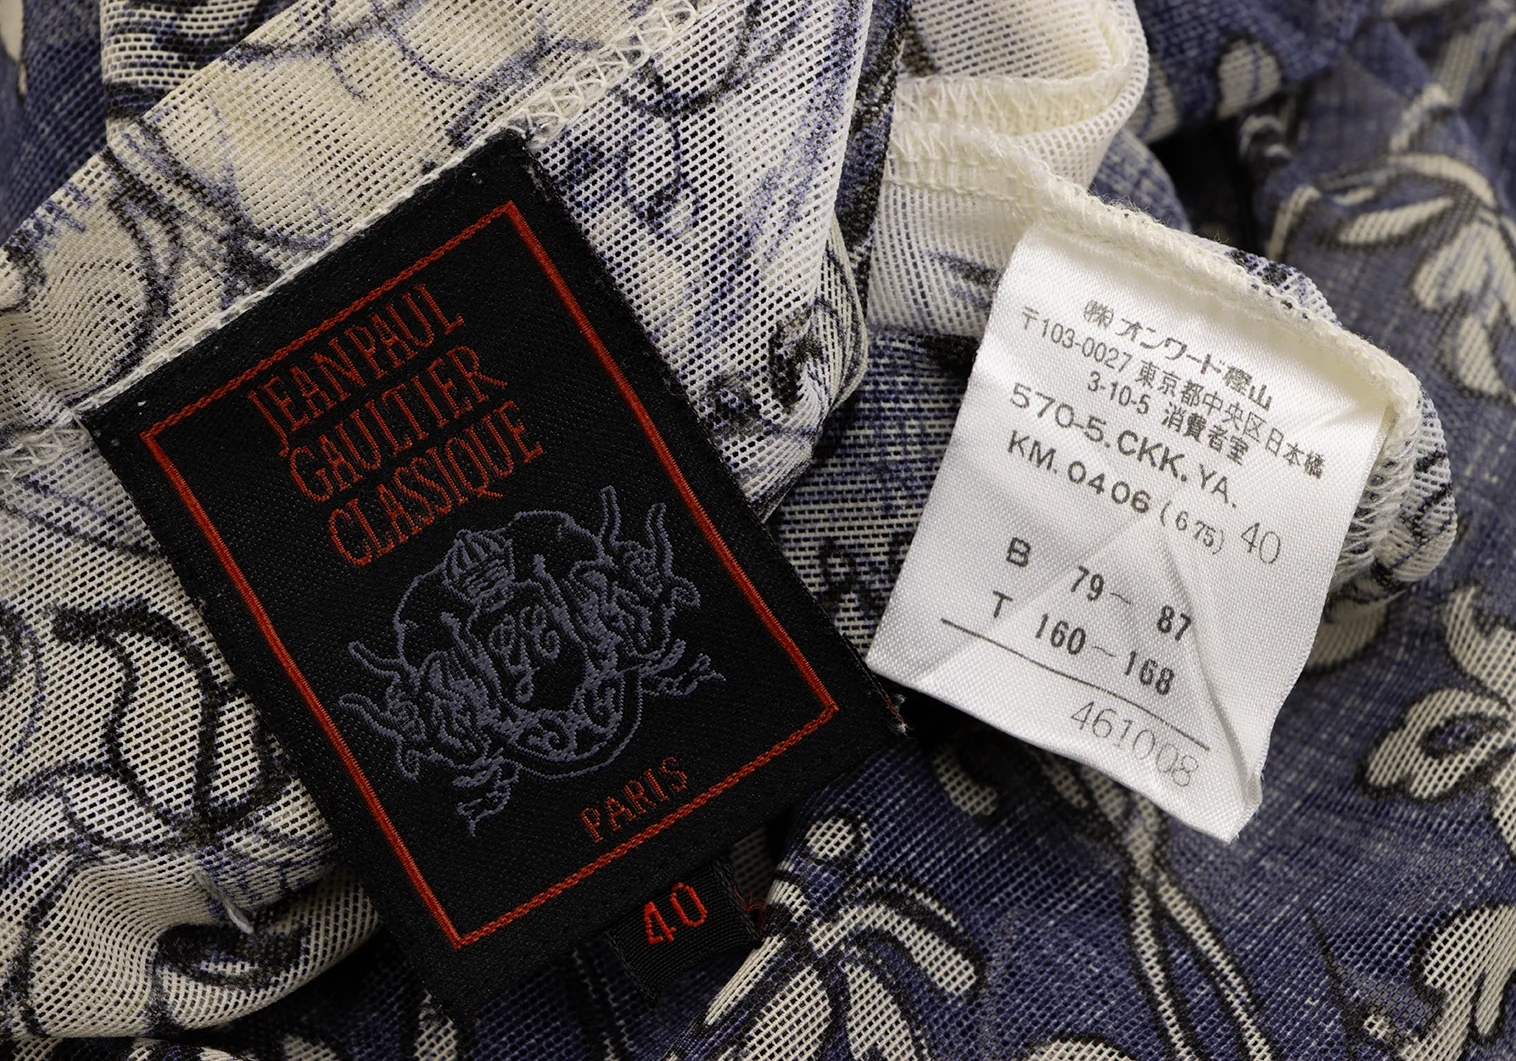 JEAN PAUL
GAULTIER
CLASSIQUE
PARIS
40
㈱オンワード樫山
〒103-0027 東京都中央区日本橋
3-10-5 消費者室
570-5.CKK.YA.
KM.0406(675) 40
B 79-87
T 160-168
461008